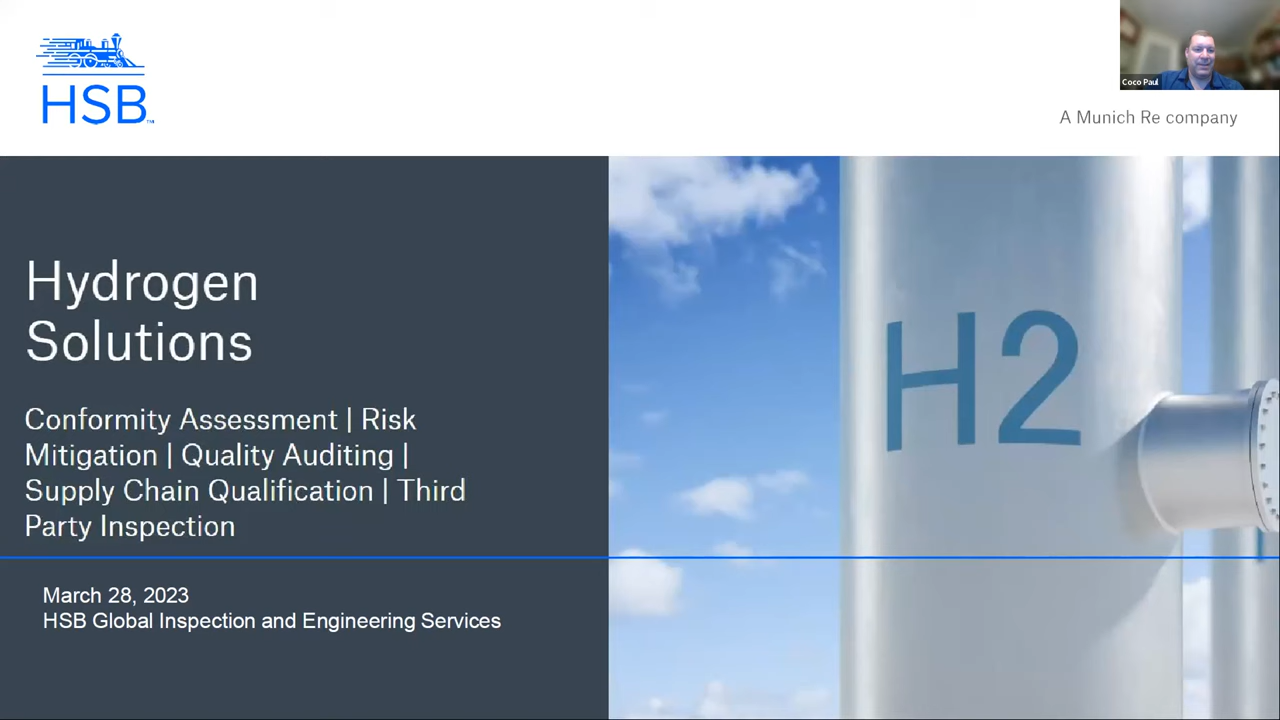 HSB™
Coco Paul
A Munich Re company
Hydrogen
Solutions
H2
Conformity Assessment | Risk
Mitigation | Quality Auditing |
Supply Chain Qualification | Third
Party Inspection
March 28, 2023
HSB Global Inspection and Engineering Services